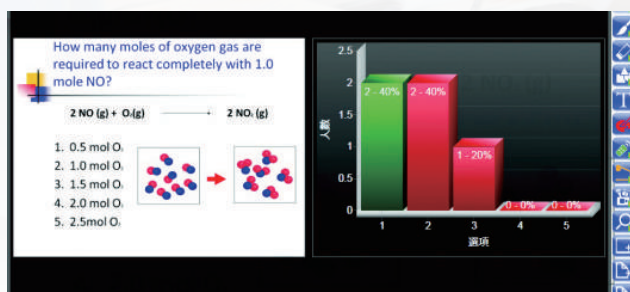 How many moles of oxygen gas are
required to react completely with 1.0
mole NO?
2 NO (g) + O₂(g) → 2 NO₂ (g)
1. 0.5 mol O₂
2. 1.0 mol O₂
3. 1.5 mol O₂
4. 2.0 mol O₂
5. 2.5mol O₂
人數
2.5
2
1.5
1
0.5
0
2 - 40%
2 - 40%
1 - 20%
0 - 0%
0 - 0%
1 2 3 4 5
選項